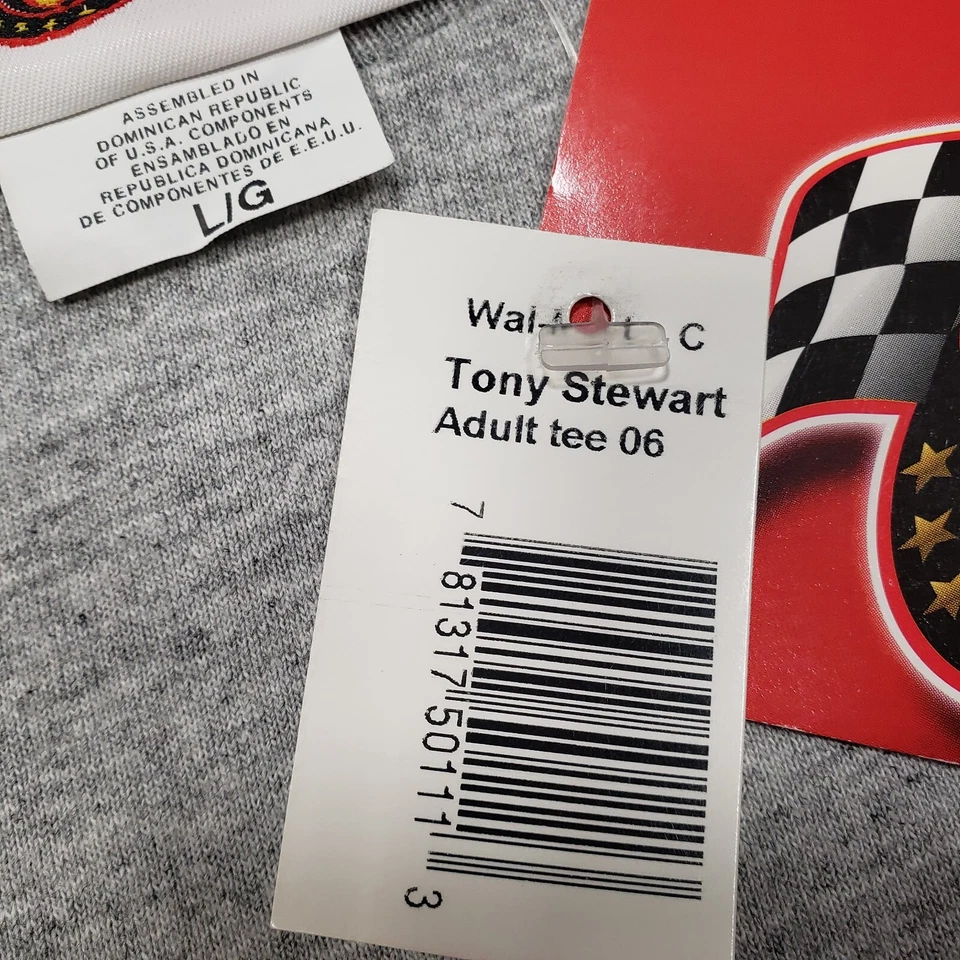 ASSEMBLED IN
DOMINICAN REPUBLIC
OF U.S.A. COMPONENTS
ENSAMBLADO EN
REPUBLICA DOMINICANA
DE COMPONENTES DE E.E.U.U.
L/G
C
Tony Stewart
Adult tee 06
7 81317 50111 3